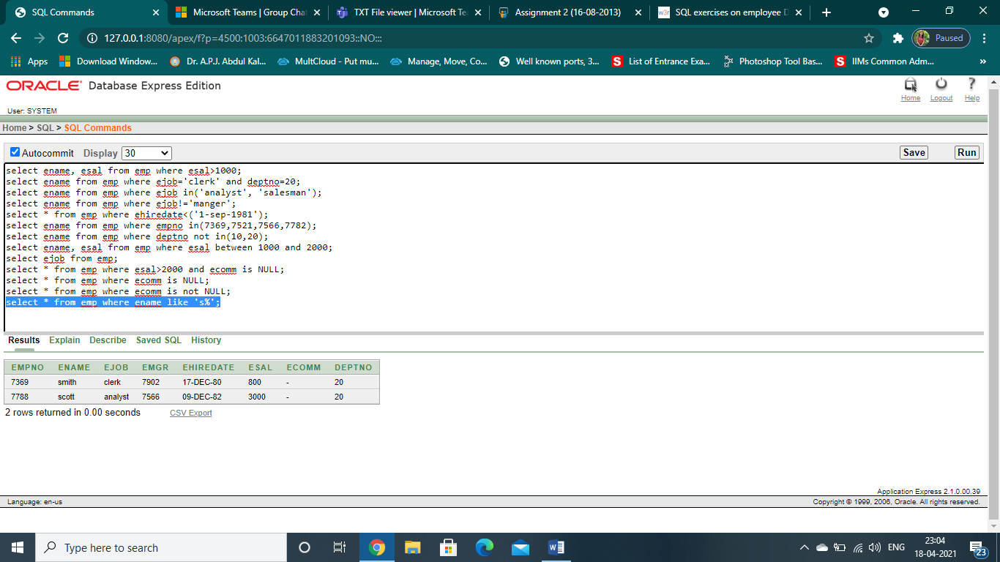 SQL Commands
Microsoft Teams | Group Cha
TXT File viewer | Microsoft Te
Assignment 2 (16-08-2013)
SQL exercises on employee D
127.0.0.1:8080/apex/f?p=4500:1003:6647011883201093::NO:::
Paused
Apps
Download Window...
Dr. A.P.J. Abdul Kal...
MultCloud - Put mu...
Manage, Move, Co...
Well known ports, 3...
S List of Entrance Exa...
Photoshop Tool Bas...
S IIMs Common Adm...
»
ORACLE Database Express Edition
Home Logout Help
User: SYSTEM
Home > SQL > SQL Commands
Autocommit Display 30 Save Run
select ename, esal from emp where esal>1000;
select ename from emp where ejob='clerk' and deptno=20;
select ename from emp where ejob in('analyst', 'salesman');
select ename from emp where ejob!='manger';
select * from emp where ehiredate<('1-sep-1981');
select ename from emp where empno in(7369,7521,7566,7782);
select ename from emp where deptno not in(10,20);
select ename, esal from emp where esal between 1000 and 2000;
select ejob from emp;
select * from emp where esal>2000 and ecomm is NULL;
select * from emp where ecomm is NULL;
select * from emp where ecomm is not NULL;
select * from emp where ename like 's%';
Results Explain Describe Saved SQL History
EMPNO ENAME EJOB EMGR EHIREDATE ESAL ECOMM DEPTNO
7369 smith clerk 7902 17-DEC-80 800 - 20
7788 scott analyst 7566 09-DEC-82 3000 - 20
2 rows returned in 0.00 seconds CSV Export
Application Express 2.1.0.00.39
Language: en-us Copyright © 1999, 2006, Oracle. All rights reserved.
Type here to search
ENG
23:04
18-04-2021
23